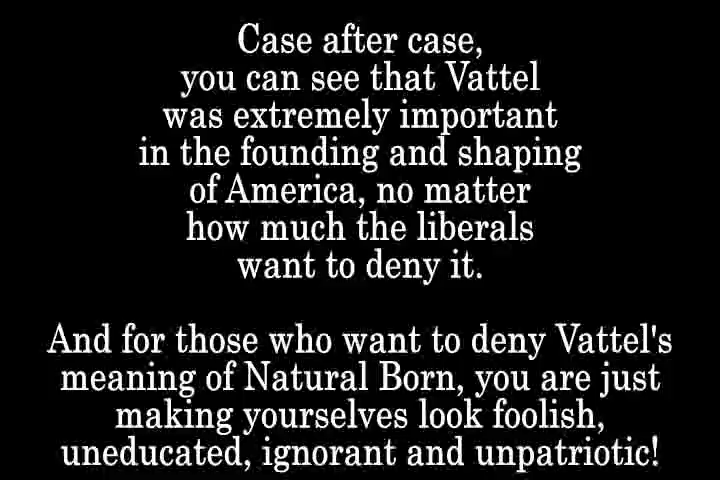 Case after case,
you can see that Vattel
was extremely important
in the founding and shaping
of America, no matter
how much the liberals
want to deny it.
And for those who want to deny Vattel's
meaning of Natural Born, you are just
making yourselves look foolish,
uneducated, ignorant and unpatriotic!